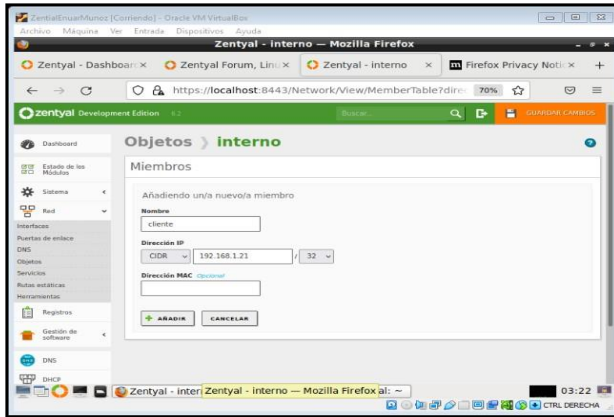 ZentialEnuarMunoz [Corriendo] - Oracle VM VirtualBox
Archivo Máquina Ver Entrada Dispositivos Ayuda
Zentyal - interno — Mozilla Firefox
Zentyal - Dashboar × Zentyal Forum, Linu × Zentyal - interno × Firefox Privacy Notic × +
https://localhost:8443/Network/View/MemberTable?dire 70%
zentyal Development Edition 6.2 Buscar... GUARDAR CAMBIOS
Dashboard
Objetos interno
Estado de los Módulos
Miembros
Sistema
Añadiendo un/a nuevo/a miembro
Red
Nombre
cliente
Interfaces
Puertas de enlace
Dirección IP
DNS
CIDR 192.168.1.21 / 32
Objetos
Servicios
Dirección MAC Opcional
Rutas estáticas
Herramientas
Registros
+ AÑADIR CANCELAR
Gestión de software
DNS
DHCP
Zentyal - inter Zentyal - interno — Mozilla Firefox al: ~ 03:22
CTRL DERECHA